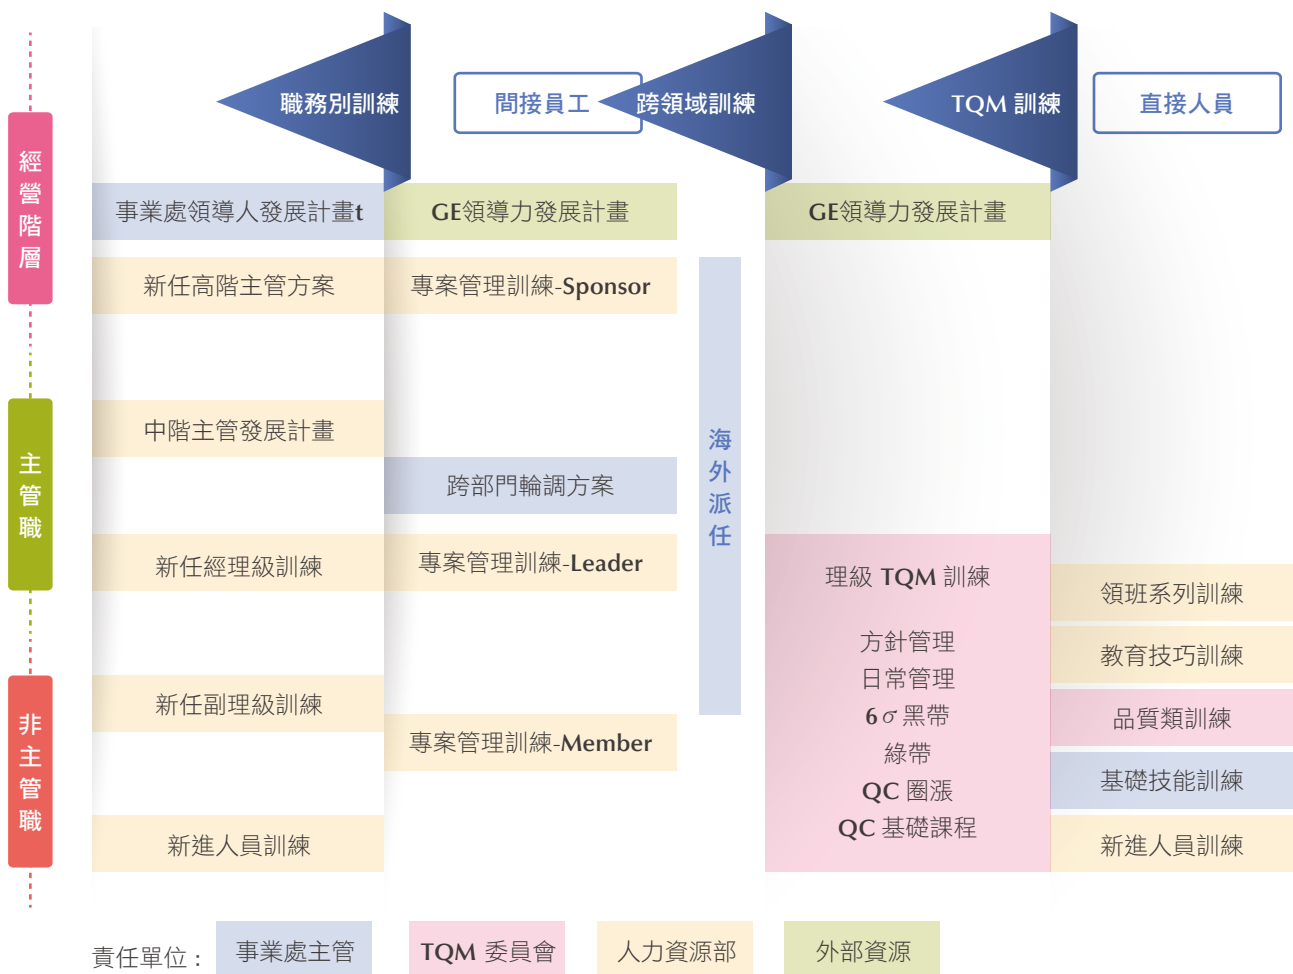 職務別訓練
間接員工
跨領域訓練
TQM 訓練
直接人員
經營階層
事業處領導人發展計畫t
GE領導力發展計畫
GE領導力發展計畫
新任高階主管方案
專案管理訓練-Sponsor
海外派任
主管職
中階主管發展計畫
跨部門輪調方案
新任經理級訓練
專案管理訓練-Leader
理級 TQM 訓練
方針管理
日常管理
6σ黑帶
綠帶
QC 圈漲
QC 基礎課程
領班系列訓練
教育技巧訓練
品質類訓練
基礎技能訓練
新進人員訓練
非主管職
新任副理級訓練
專案管理訓練-Member
新進人員訓練
責任單位：
事業處主管
TQM 委員會
人力資源部
外部資源